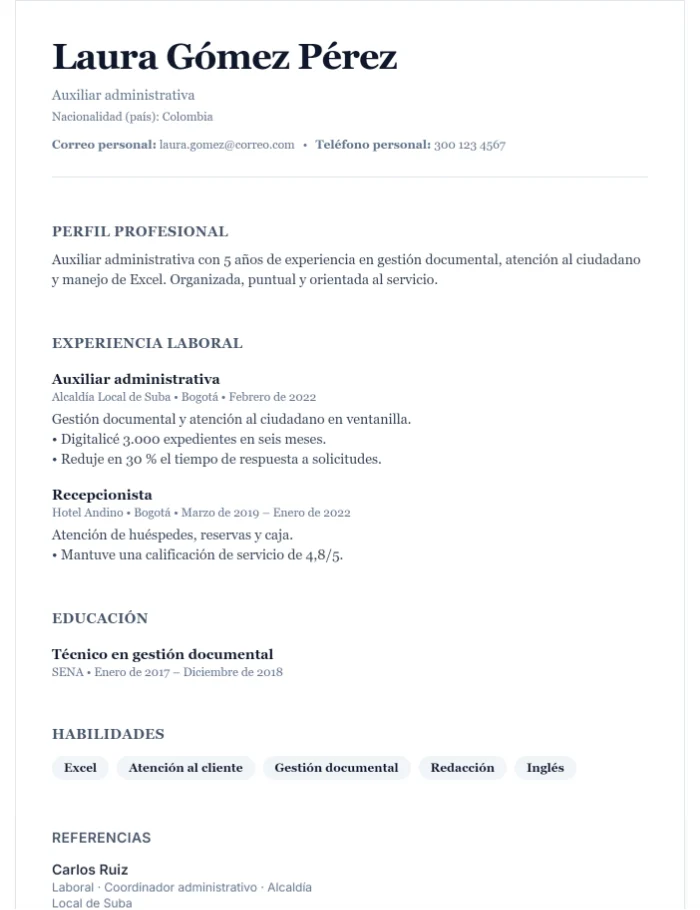 Laura Gómez Pérez
Auxiliar administrativa
Nacionalidad (país): Colombia
Correo personal: laura.gomez@correo.com • Teléfono personal: 300 123 4567
PERFIL PROFESIONAL
Auxiliar administrativa con 5 años de experiencia en gestión documental, atención al ciudadano
y manejo de Excel. Organizada, puntual y orientada al servicio.
EXPERIENCIA LABORAL
Auxiliar administrativa
Alcaldía Local de Suba • Bogotá • Febrero de 2022
Gestión documental y atención al ciudadano en ventanilla.
• Digitalicé 3.000 expedientes en seis meses.
• Reduje en 30 % el tiempo de respuesta a solicitudes.
Recepcionista
Hotel Andino • Bogotá • Marzo de 2019 – Enero de 2022
Atención de huéspedes, reservas y caja.
• Mantuve una calificación de servicio de 4,8/5.
EDUCACIÓN
Técnico en gestión documental
SENA • Enero de 2017 – Diciembre de 2018
HABILIDADES
Excel Atención al cliente Gestión documental Redacción Inglés
REFERENCIAS
Carlos Ruiz
Laboral · Coordinador administrativo · Alcaldía
Local de Suba